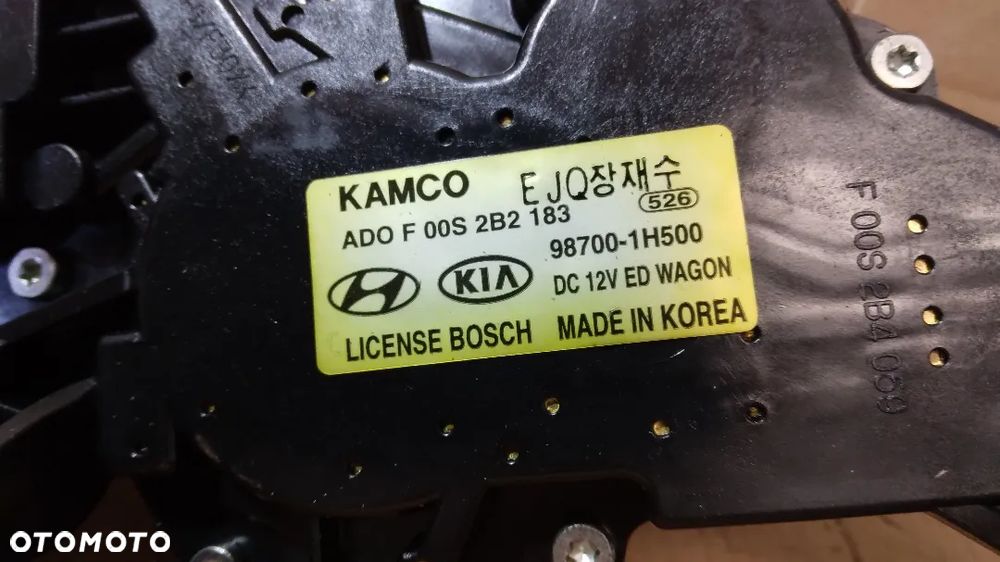 KAMCO EJQ장재수
ADO F 00S 2B2 183 526
98700-1H500
KIA DC 12V ED WAGON
LICENSE BOSCH MADE IN KOREA
F 00S 2B4 059
OTOMOTO